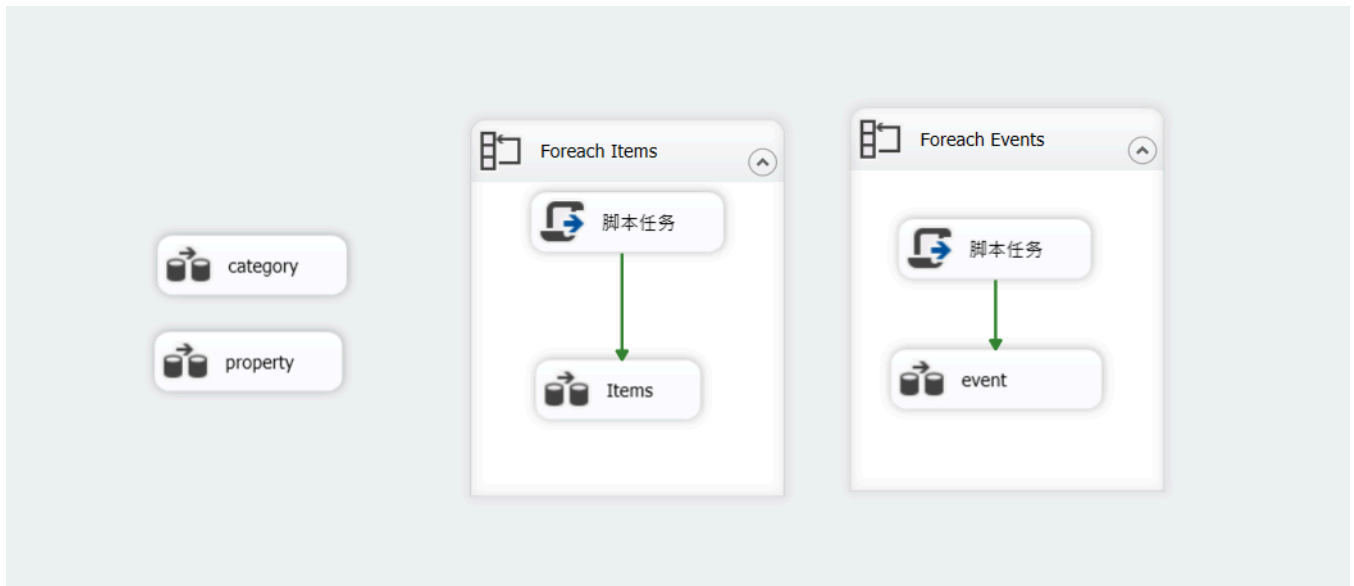 category
property
Foreach Items
脚本任务
Items
Foreach Events
脚本任务
event